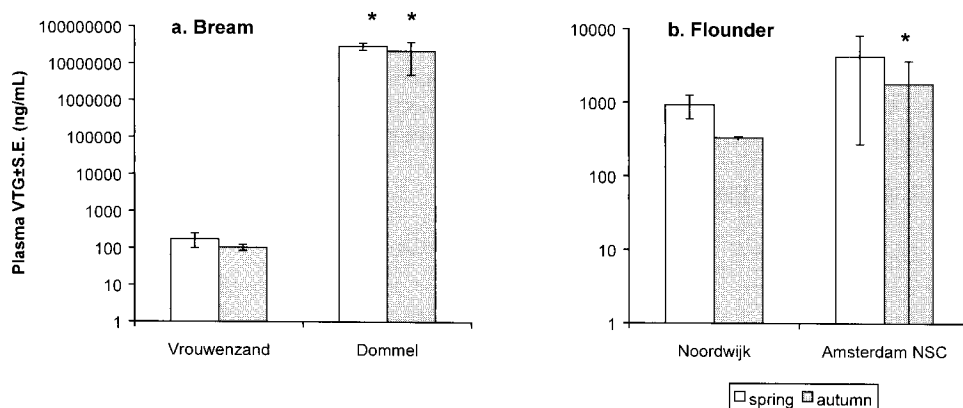 a. Bream
b. Flounder
Plasma VTG±S.E. (ng/mL)
100000000
10000000
1000000
100000
10000
1000
100
10
1
* *
Vrouwenzand Dommel
10000
1000
100
10
1
*
Noordwijk Amsterdam NSC
spring autumn